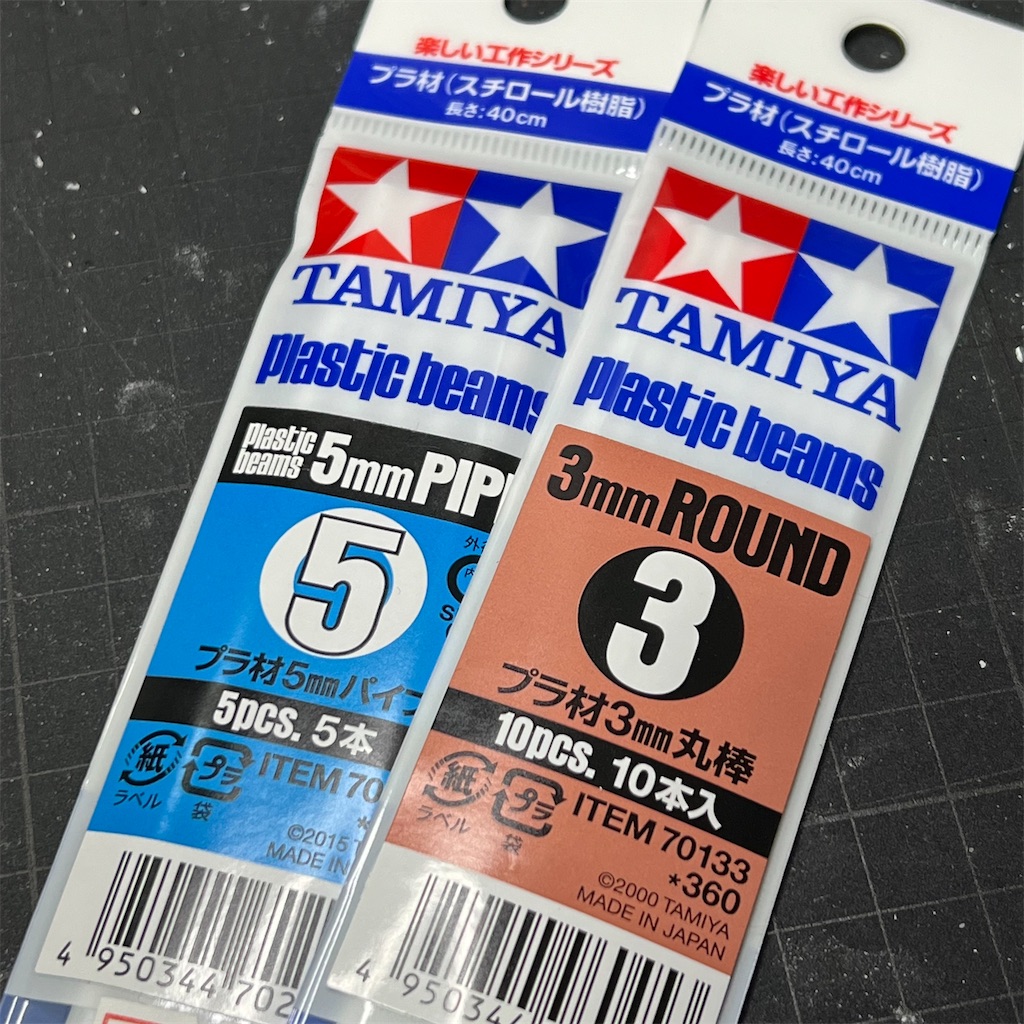 楽しい工作シリーズ
プラ材(スチロール樹脂)
長さ:40cm
TAMIYA
plastic beams
plastic beams 5mm PIP
5
プラ材5mmパイプ
5pcs. 5本
紙
ラベル
プラ
袋
ITEM 70
©2015 T
MADE IN
4 950344 702
楽しい工作シリーズ
プラ材(スチロール樹脂)
長さ:40cm
TAMIYA
plastic beams
3mm ROUND
3
プラ材3mm丸棒
10pcs. 10本入
紙
ラベル
プラ
袋
ITEM 70133
*360
©2000 TAMIYA
MADE IN JAPAN
4 950344